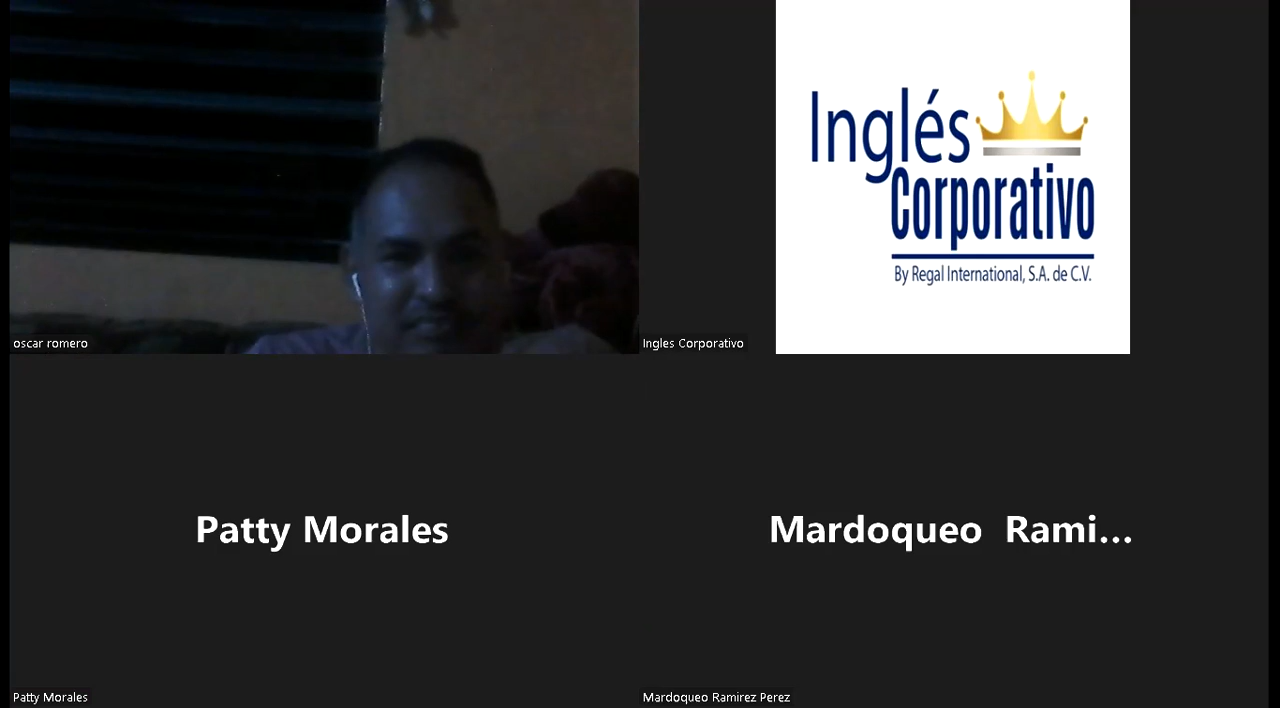 Inglés
Corporativo
By Regal International, S.A. de C.V.
oscar romero
Ingles Corporativo
Patty Morales
Mardoqueo Rami...
Patty Morales
Mardoqueo Ramirez Perez